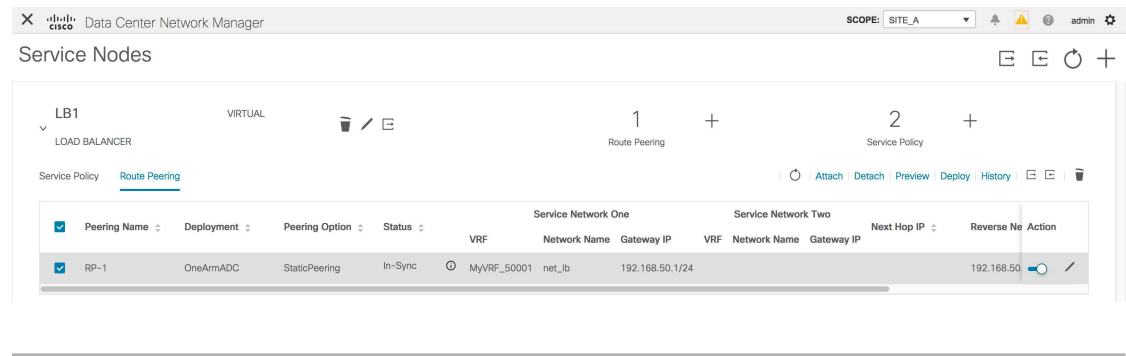 cisco Data Center Network Manager SCOPE: SITE_A admin
Service Nodes
LB1 VIRTUAL 1 2
LOAD BALANCER Route Peering Service Policy
Service Policy Route Peering Attach Detach Preview Deploy History
Service Network One Service Network Two
Peering Name Deployment Peering Option Status Next Hop IP Reverse Ne Action
VRF Network Name Gateway IP VRF Network Name Gateway IP
RP-1 OneArmADC StaticPeering In-Sync MyVRF_50001 net_lb 192.168.50.1/24 192.168.50.